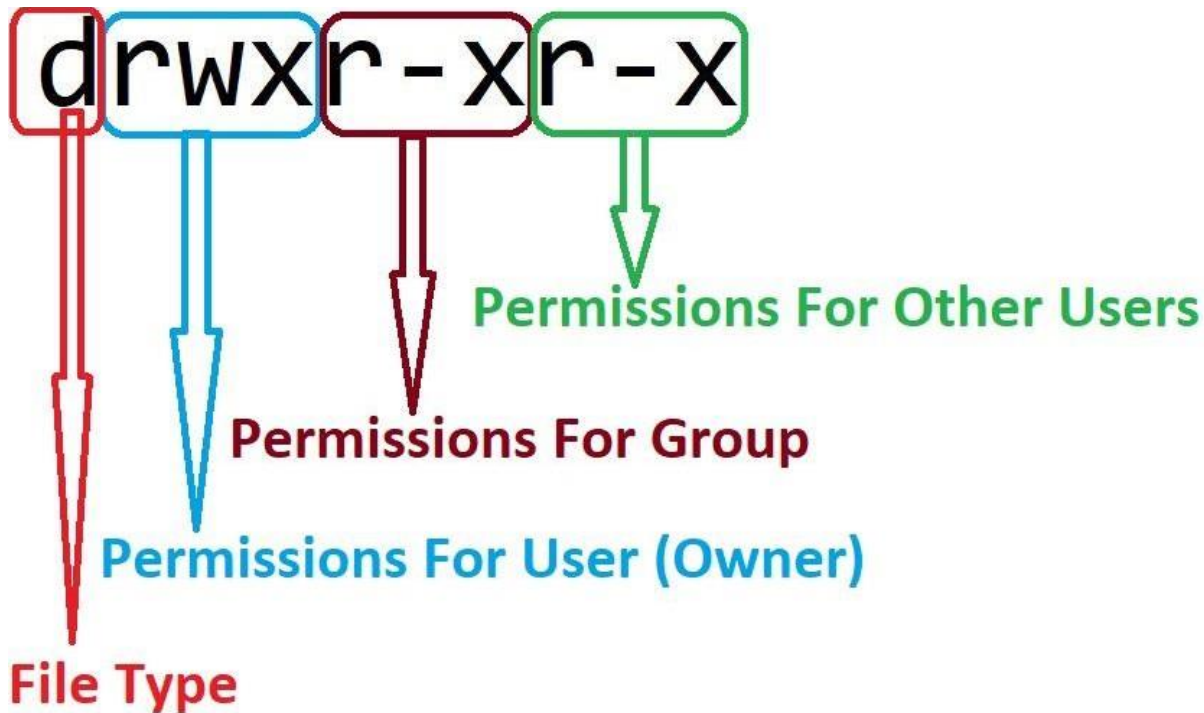 drwxr-xr-x
Permissions For Other Users
Permissions For Group
Permissions For User (Owner)
File Type